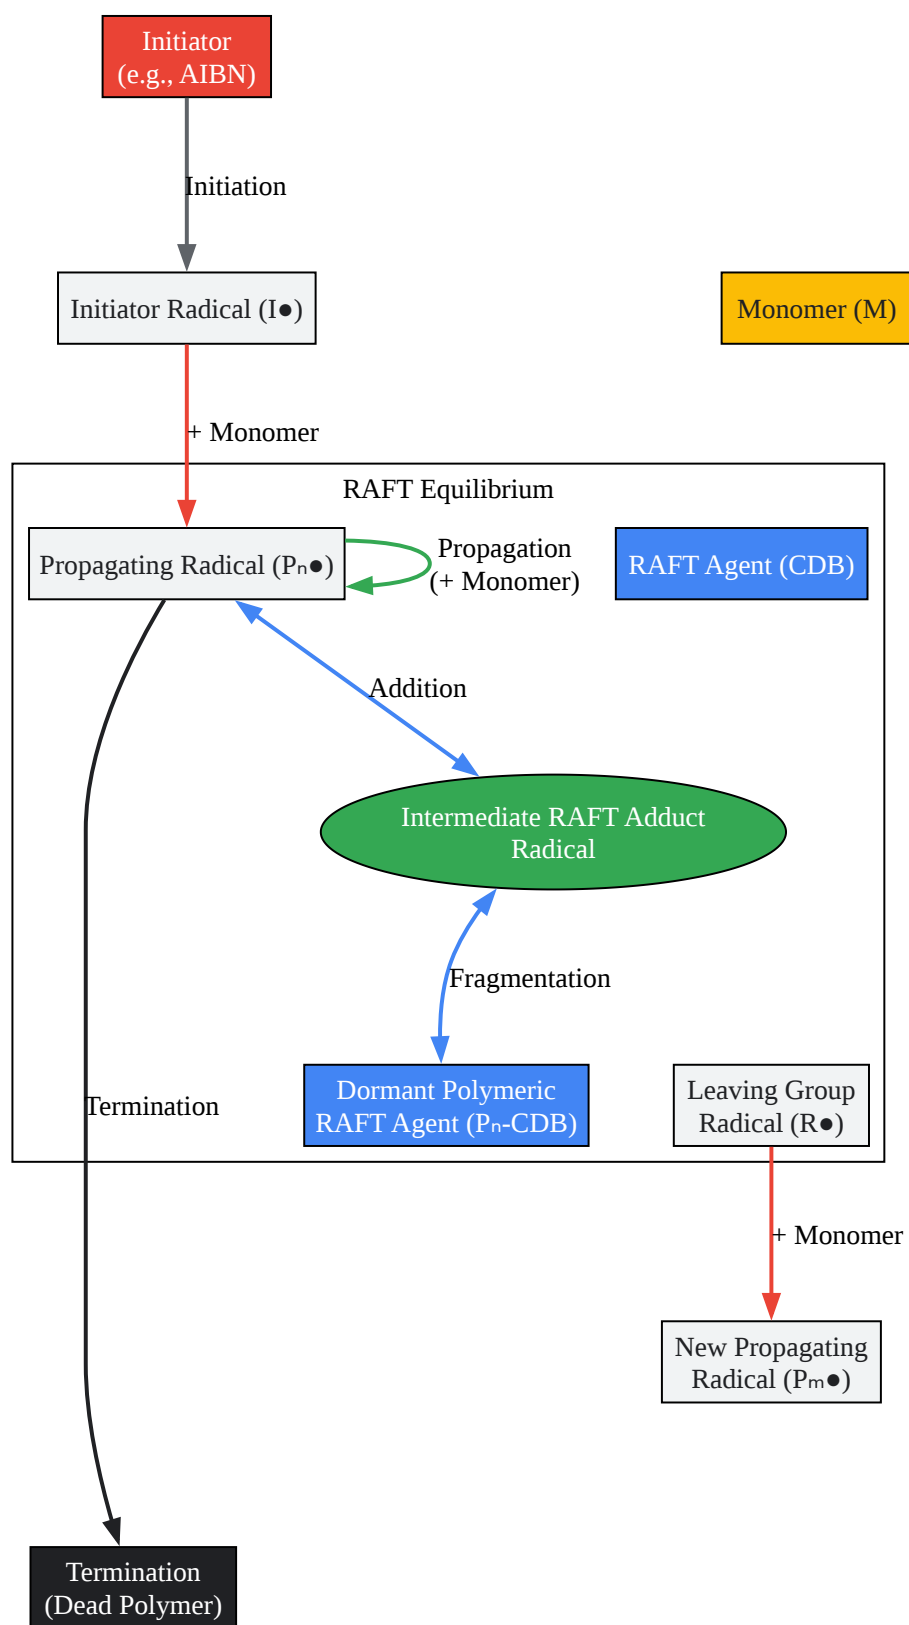 Initiator
(e.g., AIBN)
Initiation
Initiator Radical (I●)
Monomer (M)
+ Monomer
RAFT Equilibrium
Propagating Radical (Pₙ●)
Propagation
(+ Monomer)
RAFT Agent (CDB)
Addition
Intermediate RAFT Adduct
Radical
Fragmentation
Dormant Polymeric
RAFT Agent (Pₙ-CDB)
Leaving Group
Radical (R●)
Termination
+ Monomer
New Propagating
Radical (Pₘ●)
Termination
(Dead Polymer)